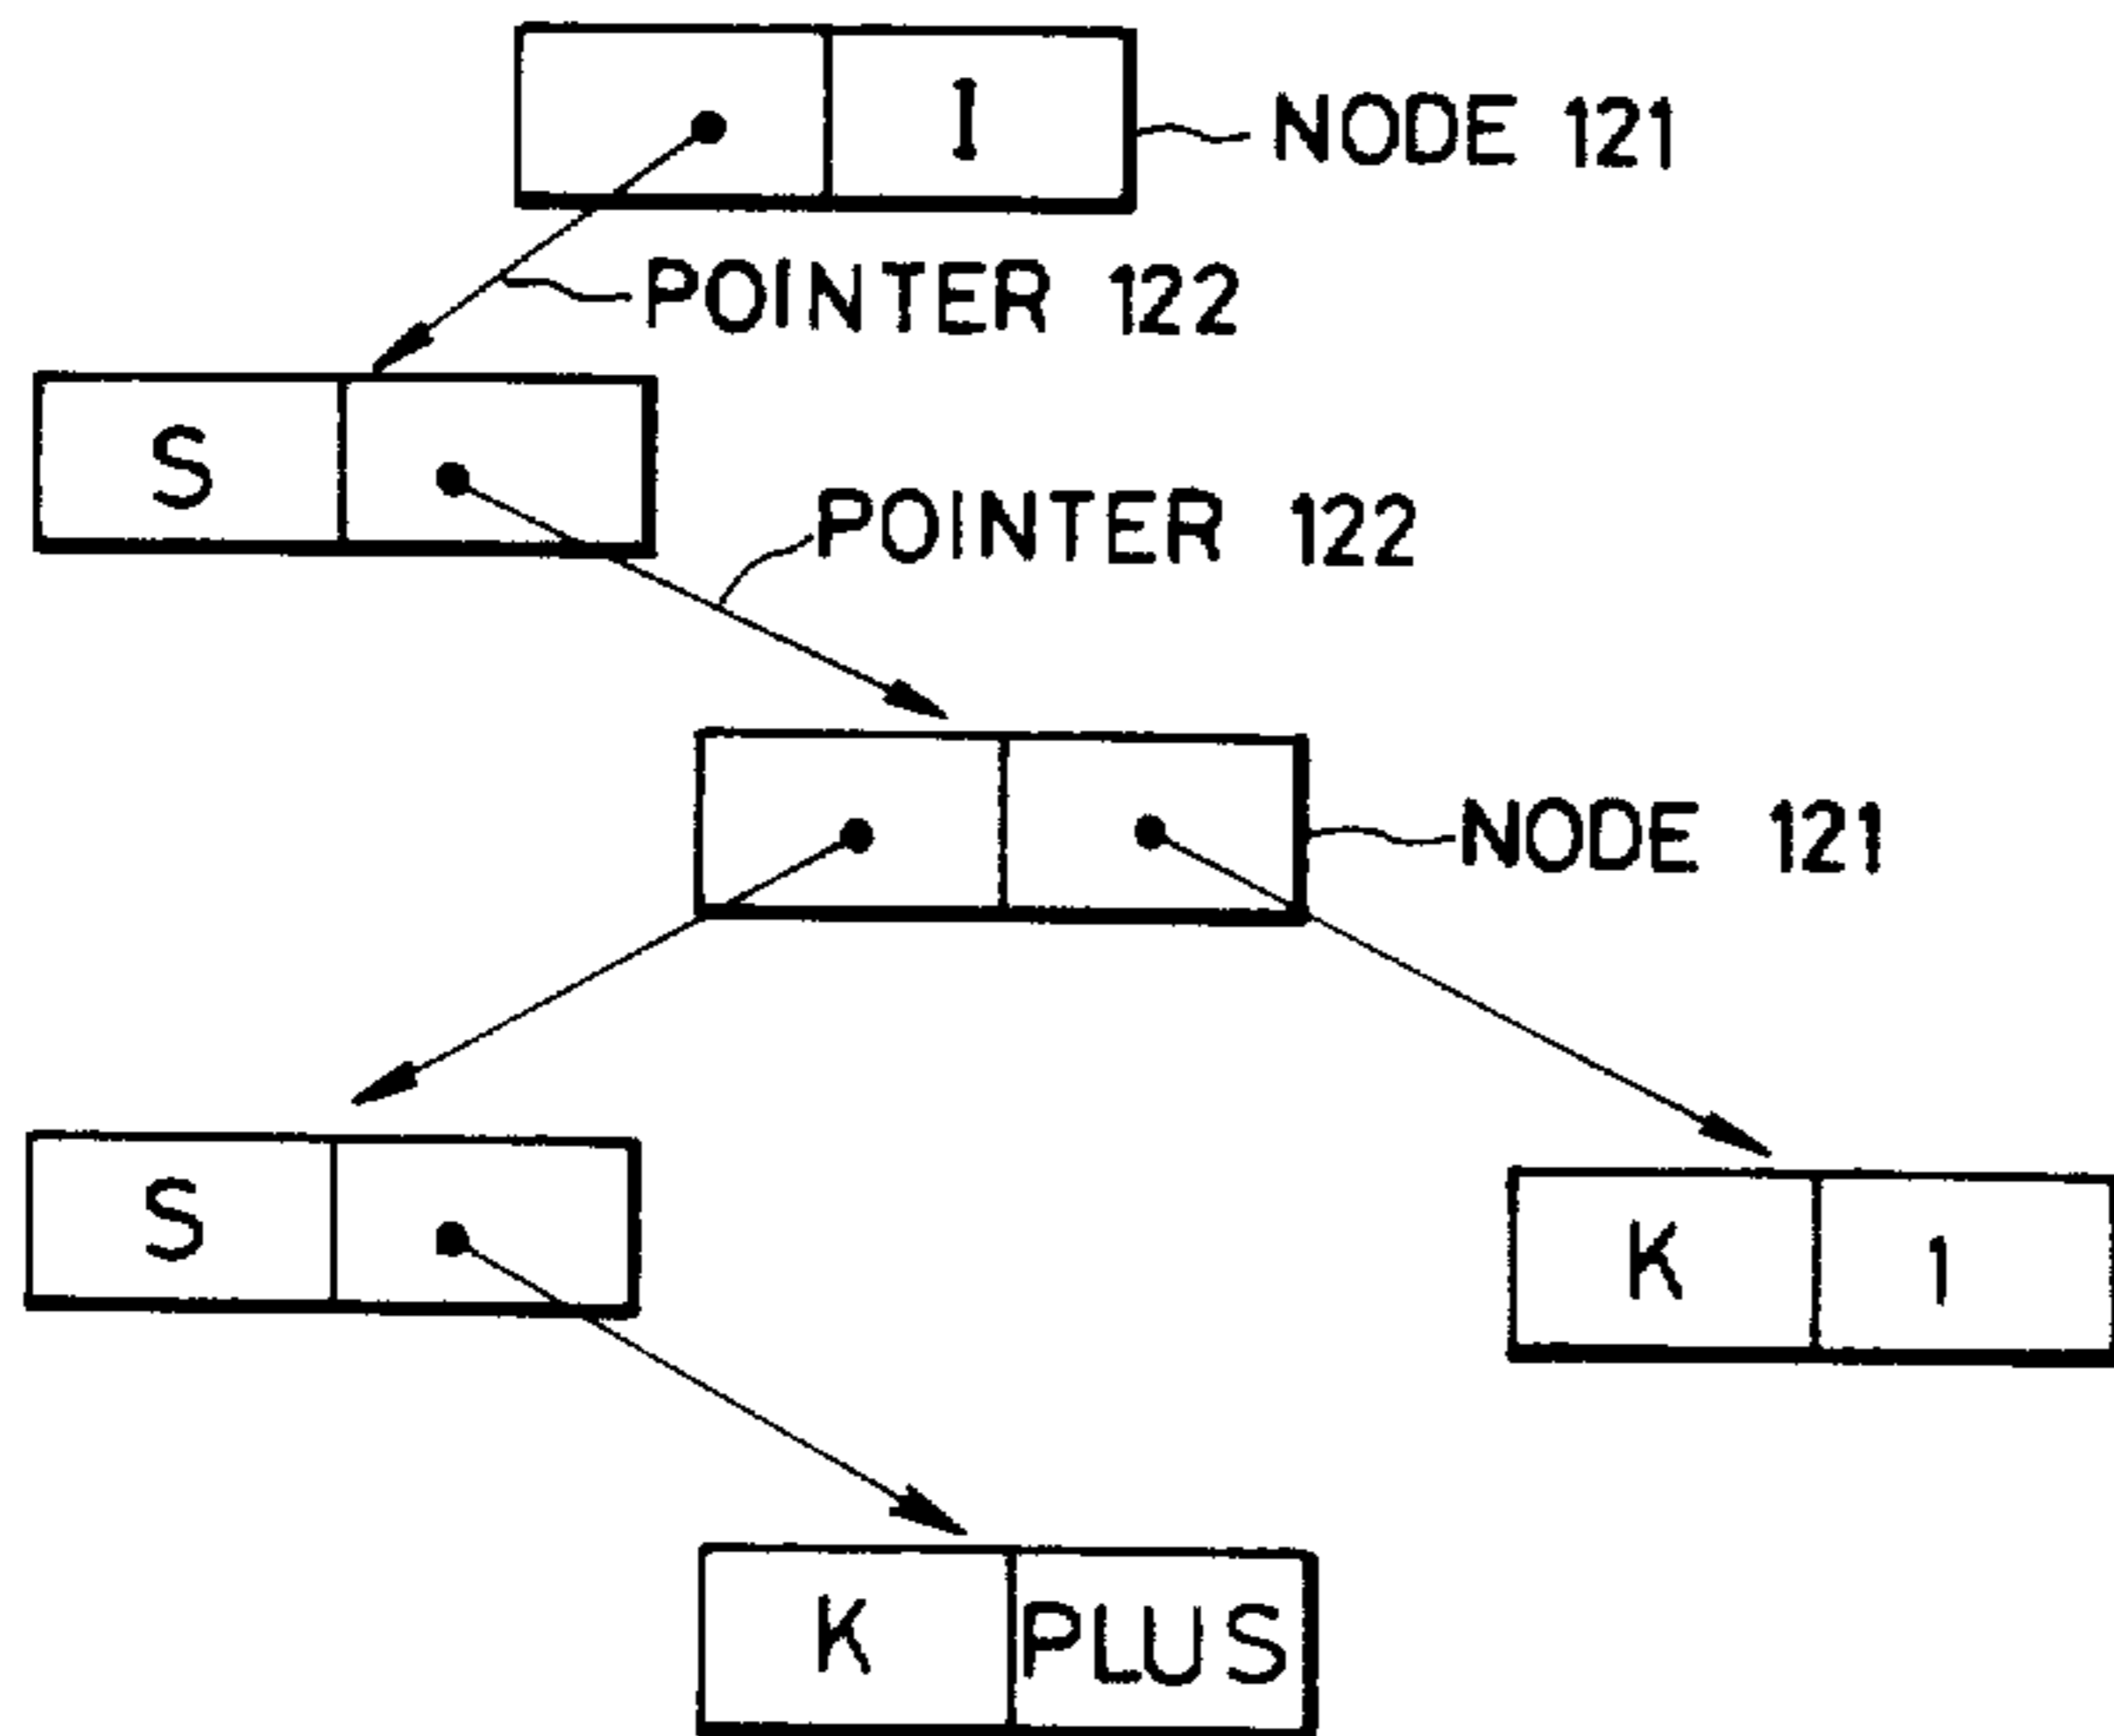 I NODE 121
POINTER 122
S
POINTER 122
NODE 121
S
K 1
K PLUS